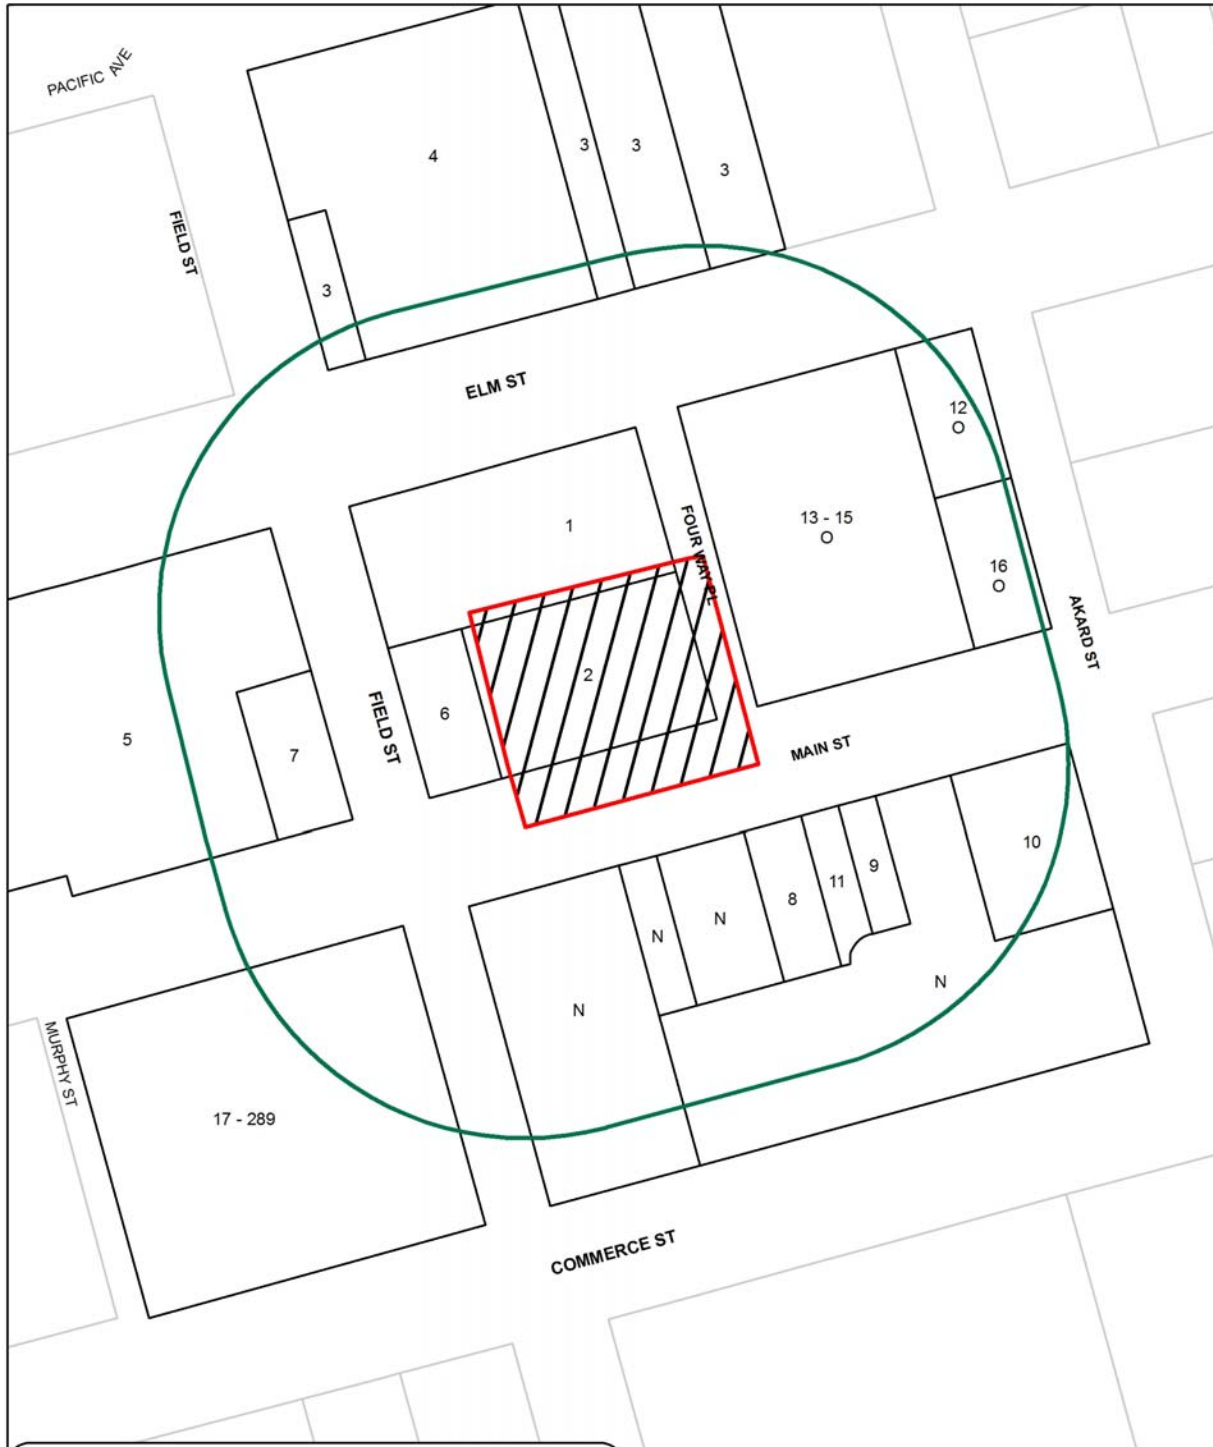 PACIFIC AVE
4
3
3
3
FIELD ST
3
ELM ST
12
O
13 - 15
O
1
FOUR WAY PL
16
O
AKARD ST
2
6
FIELD ST
5
7
MAIN ST
10
9
11
8
N
N
N
N
MURPHY ST
17 - 289
COMMERCE ST